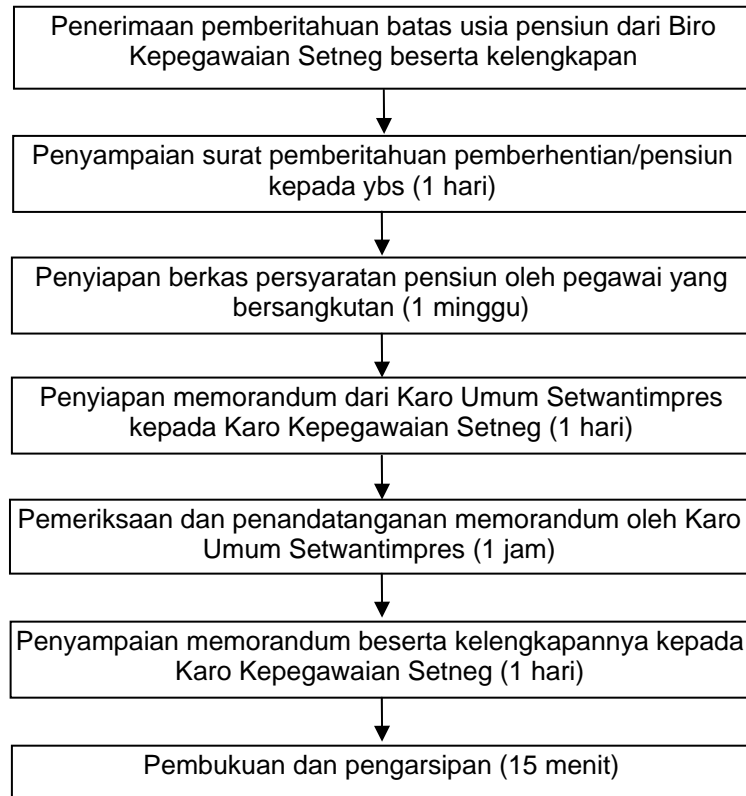 Penerimaan pemberitahuan batas usia pensiun dari Biro
Kepegawaian Setneg beserta kelengkapan
Penyampaian surat pemberitahuan pemberhentian/pensiun
kepada ybs (1 hari)
Penyiapan berkas persyaratan pensiun oleh pegawai yang
bersangkutan (1 minggu)
Penyiapan memorandum dari Karo Umum Setwantimpres
kepada Karo Kepegawaian Setneg (1 hari)
Pemeriksaan dan penandatanganan memorandum oleh Karo
Umum Setwantimpres (1 jam)
Penyampaian memorandum beserta kelengkapannya kepada
Karo Kepegawaian Setneg (1 hari)
Pembukuan dan pengarsipan (15 menit)